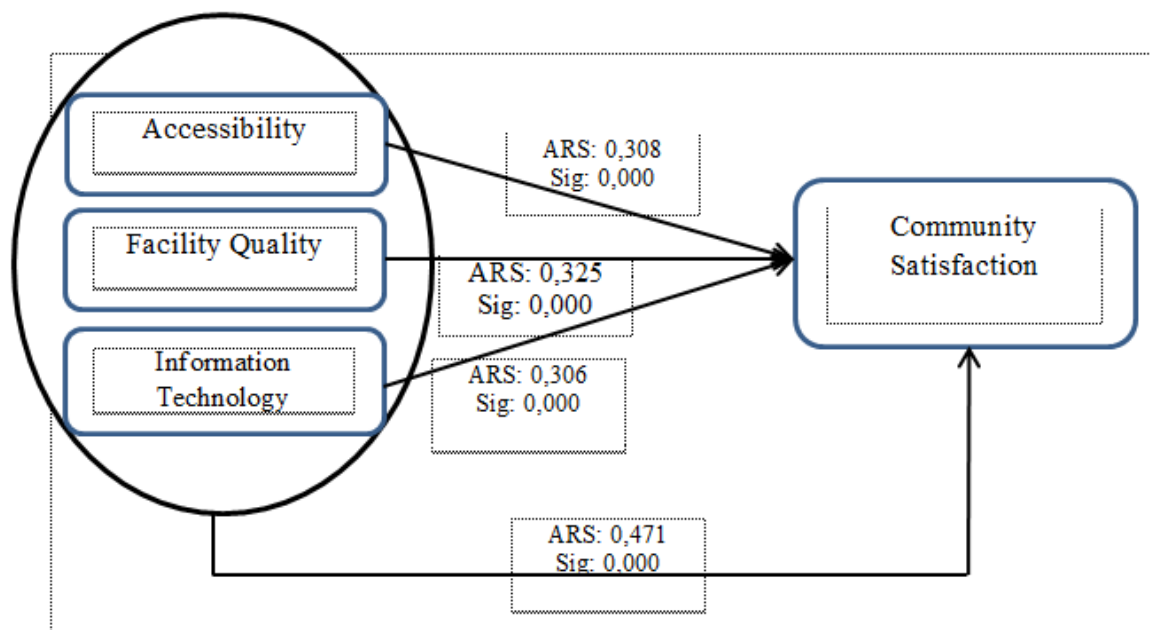 Accessibility
ARS: 0,308
Sig: 0,000
Facility Quality
Community
Satisfaction
ARS: 0,325
Sig: 0,000
Information
Technology
ARS: 0,306
Sig: 0,000
ARS: 0,471
Sig: 0,000